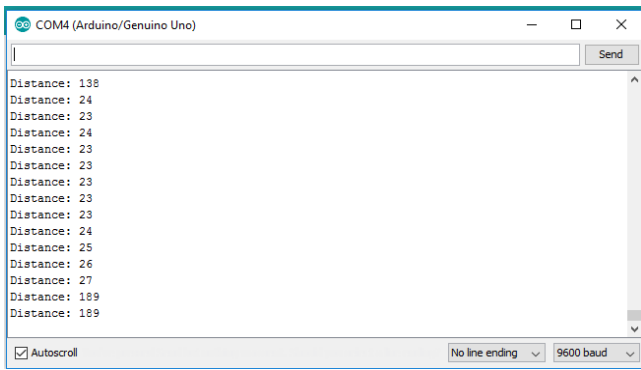 COM4 (Arduino/Genuino Uno)
Send
Distance: 138
Distance: 24
Distance: 23
Distance: 24
Distance: 23
Distance: 23
Distance: 23
Distance: 23
Distance: 23
Distance: 24
Distance: 25
Distance: 26
Distance: 27
Distance: 189
Distance: 189
Autoscroll
No line ending
9600 baud